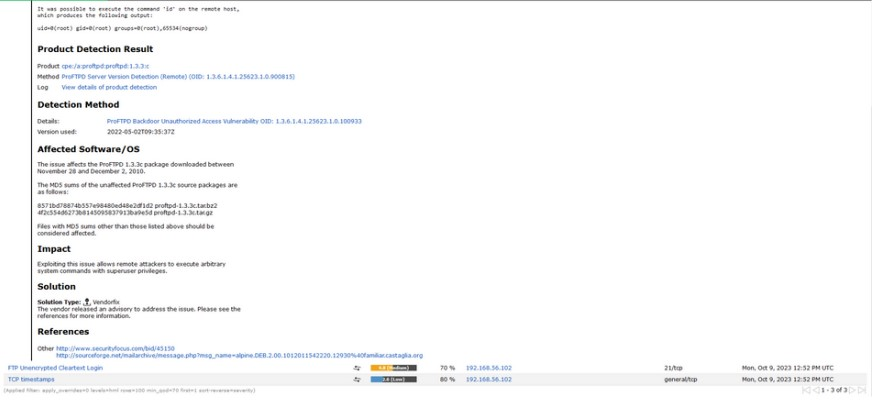 It was possible to execute the command 'id' on the remote host,
which produces the following output:
uid=0(root) gid=0(root) groups=0(root),65534(nogroup)
Product Detection Result
Product cpe:/a:proftpd:proftpd:1.3.3:c
Method ProFTPD Server Version Detection (Remote) (OID: 1.3.6.1.4.1.25623.1.0.900815)
Log View details of product detection
Detection Method
Details: ProFTPD Backdoor Unauthorized Access Vulnerability OID: 1.3.6.1.4.1.25623.1.0.100933
Version used: 2022-05-02T09:35:37Z
Affected Software/OS
The issue affects the ProFTPD 1.3.3c package downloaded between
November 28 and December 2, 2010.
The MD5 sums of the unaffected ProFTPD 1.3.3c source packages are
as follows:
8571bd78874b557e98480ed48e2df1d2 proftpd-1.3.3c.tar.bz2
4f2c554d6273b8145095837913ba9e5d proftpd-1.3.3c.tar.gz
Files with MD5 sums other than those listed above should be
considered affected.
Impact
Exploiting this issue allows remote attackers to execute arbitrary
system commands with superuser privileges.
Solution
Solution Type: Vendorfix
The vendor released an advisory to address the issue. Please see the
references for more information.
References
Other http://www.securityfocus.com/bid/45150
http://sourceforge.net/mailarchive/message.php?msg_name=alpine.DEB.2.00.1012011542220.12930%40familiar.castaglia.org
FTP Unencrypted Cleartext Login 4.8 (Medium) 70 % 192.168.56.102 21/tcp Mon, Oct 9, 2023 12:52 PM UTC
TCP timestamps 2.6 (Low) 80 % 192.168.56.102 general/tcp Mon, Oct 9, 2023 12:52 PM UTC
(Applied filter: apply_overrides=0 levels=hml rows=100 min_qod=70 first=1 sort-reverse=severity)
1 - 3 of 3